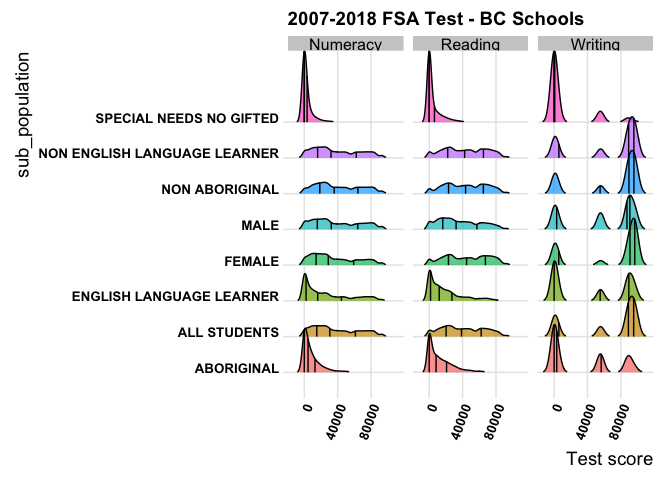 2007-2018 FSA Test - BC Schools
Numeracy Reading Writing
sub_population
SPECIAL NEEDS NO GIFTED
NON ENGLISH LANGUAGE LEARNER
NON ABORIGINAL
MALE
FEMALE
ENGLISH LANGUAGE LEARNER
ALL STUDENTS
ABORIGINAL
0 40000 80000 0 40000 80000 0 40000 80000
Test score